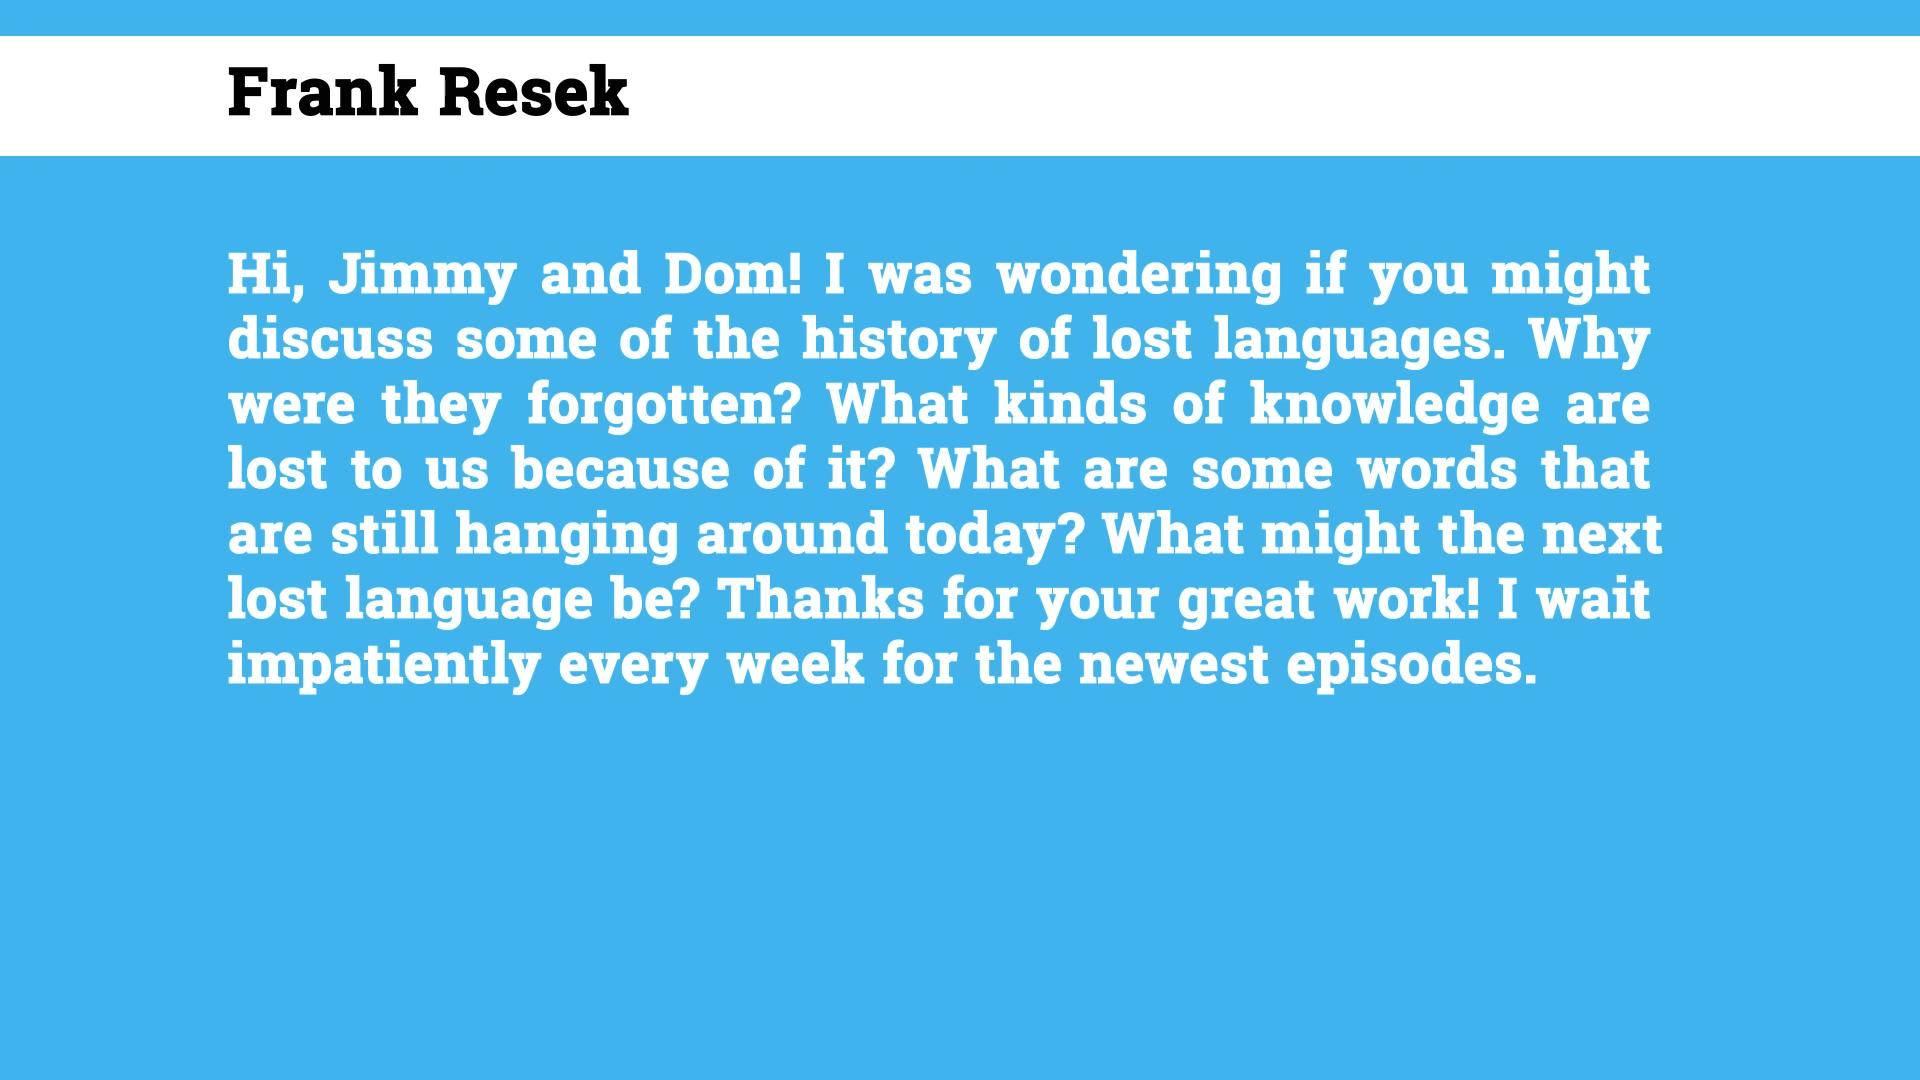 Frank Resek
Hi, Jimmy and Dom! I was wondering if you might
discuss some of the history of lost languages. Why
were they forgotten? What kinds of knowledge are
lost to us because of it? What are some words that
are still hanging around today? What might the next
lost language be? Thanks for your great work! I wait
impatiently every week for the newest episodes.